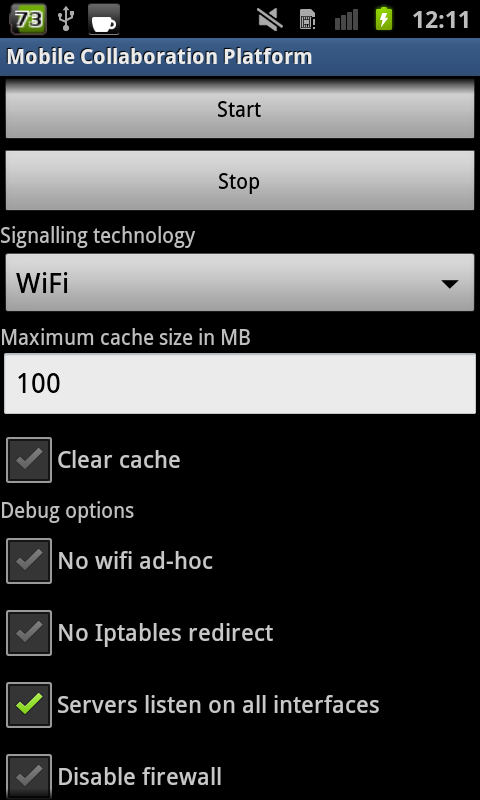 73
12:11
Mobile Collaboration Platform
Start
Stop
Signalling technology
WiFi
Maximum cache size in MB
100
Clear cache
Debug options
No wifi ad-hoc
No Iptables redirect
Servers listen on all interfaces
Disable firewall